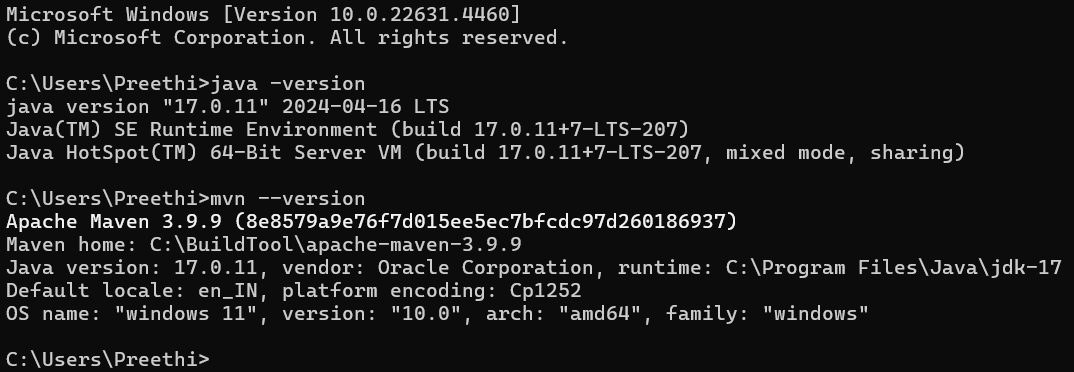 Microsoft Windows [Version 10.0.22631.4460]
(c) Microsoft Corporation. All rights reserved.
C:\Users\Preethi>java -version
java version "17.0.11" 2024-04-16 LTS
Java(TM) SE Runtime Environment (build 17.0.11+7-LTS-207)
Java HotSpot(TM) 64-Bit Server VM (build 17.0.11+7-LTS-207, mixed mode, sharing)
C:\Users\Preethi>mvn --version
Apache Maven 3.9.9 (8e8579a9e76f7d015ee5ec7bfcdc97d260186937)
Maven home: C:\BuildTool\apache-maven-3.9.9
Java version: 17.0.11, vendor: Oracle Corporation, runtime: C:\Program Files\Java\jdk-17
Default locale: en_IN, platform encoding: Cp1252
OS name: "windows 11", version: "10.0", arch: "amd64", family: "windows"
C:\Users\Preethi>